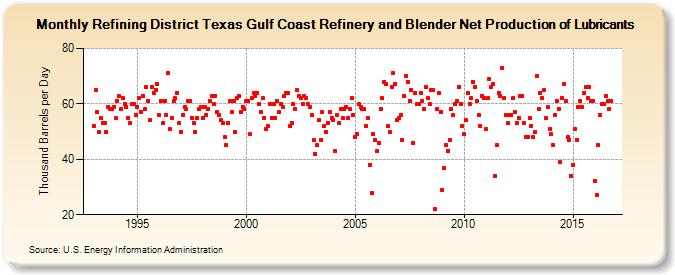 Monthly Refining District Texas Gulf Coast Refinery and Blender Net Production of Lubricants
Thousand Barrels per Day
80
60
40
20
1995 2000 2005 2010 2015
Source: U.S. Energy Information Administration